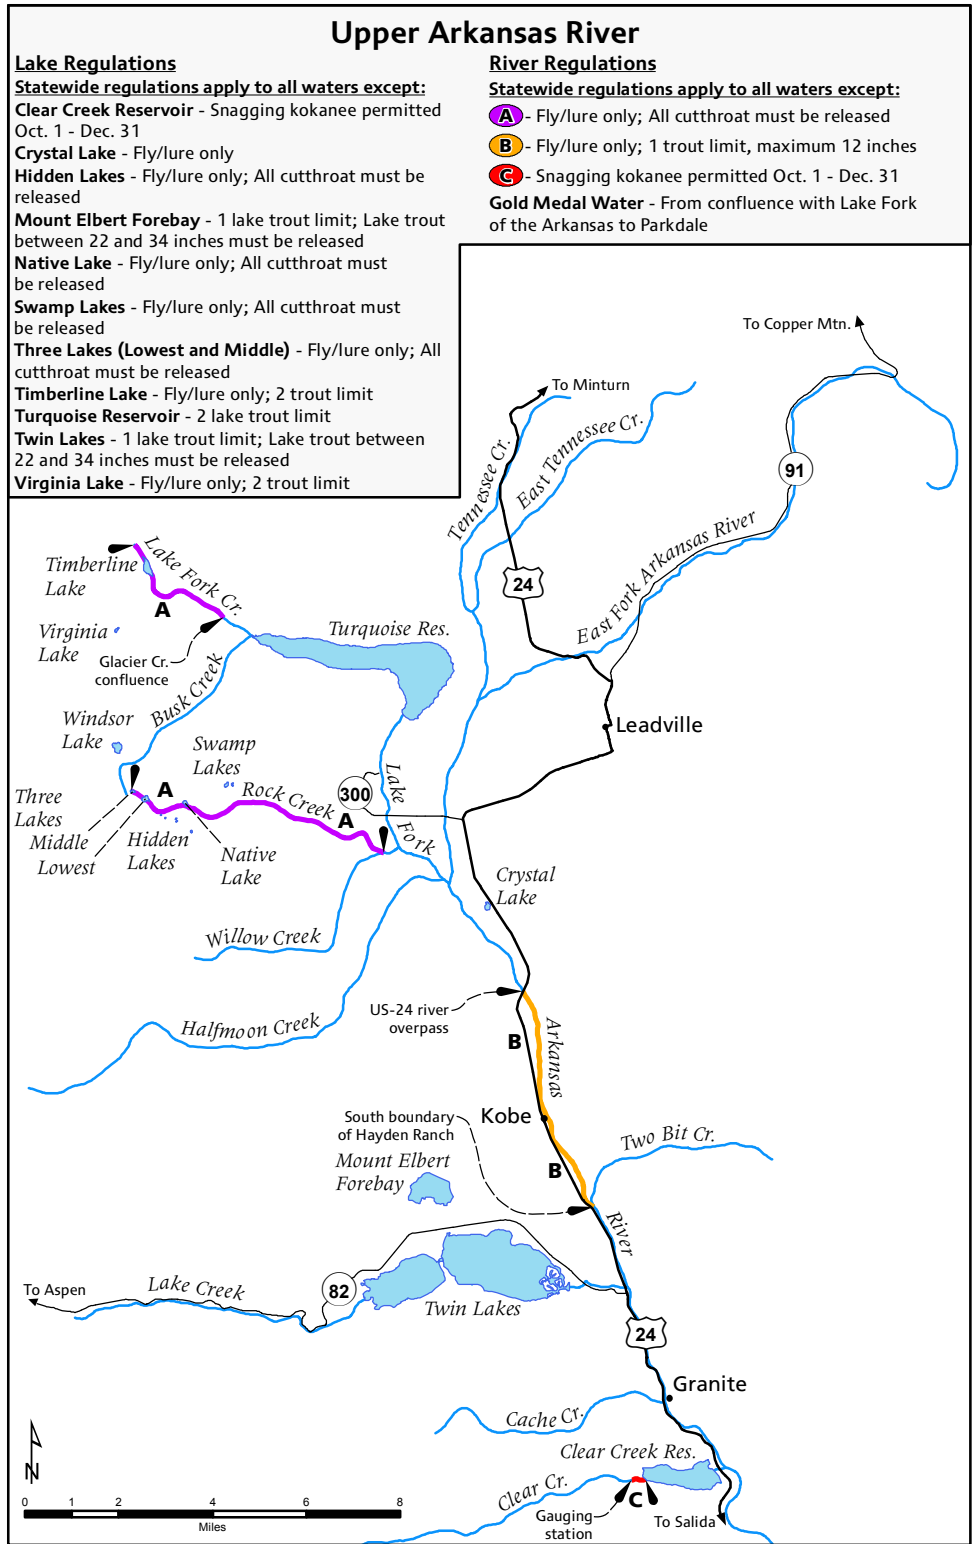 Upper Arkansas River
Lake Regulations
Statewide regulations apply to all waters except:
Clear Creek Reservoir - Snagging kokanee permitted
Oct. 1 - Dec. 31
Crystal Lake - Fly/lure only
Hidden Lakes - Fly/lure only; All cutthroat must be
released
Mount Elbert Forebay - 1 lake trout limit; Lake trout
between 22 and 34 inches must be released
Native Lake - Fly/lure only; All cutthroat must
be released
Swamp Lakes - Fly/lure only; All cutthroat must
be released
Three Lakes (Lowest and Middle) - Fly/lure only; All
cutthroat must be released
Timberline Lake - Fly/lure only; 2 trout limit
Turquoise Reservoir - 2 lake trout limit
Twin Lakes - 1 lake trout limit; Lake trout between
22 and 34 inches must be released
Virginia Lake - Fly/lure only; 2 trout limit
River Regulations
Statewide regulations apply to all waters except:
A - Fly/lure only; All cutthroat must be released
B - Fly/lure only; 1 trout limit, maximum 12 inches
C - Snagging kokanee permitted Oct. 1 - Dec. 31
Gold Medal Water - From confluence with Lake Fork
of the Arkansas to Parkdale
To Copper Mtn.
To Minturn
Tennessee Cr.
East Tennessee Cr.
91
East Fork Arkansas River
24
Lake Fork Cr.
Timberline
Lake
A
Virginia
Lake
Glacier Cr.
confluence
Turquoise Res.
Busk Creek
Leadville
Windsor
Lake
Swamp
Lakes
Three
Lakes
Middle
Lowest
A
Rock Creek
A
300
Lake
Fork
Hidden
Lakes
Native
Lake
Crystal
Lake
Willow Creek
Halfmoon Creek
US-24 river
overpass
B
Arkansas
Kobe
South boundary
of Hayden Ranch
Two Bit Cr.
B
Mount Elbert
Forebay
River
To Aspen
Lake Creek
82
Twin Lakes
24
Granite
Cache Cr.
Clear Creek Res.
Clear Cr.
C
Gauging
station
To Salida
N
0 1 2 4 6 8
Miles